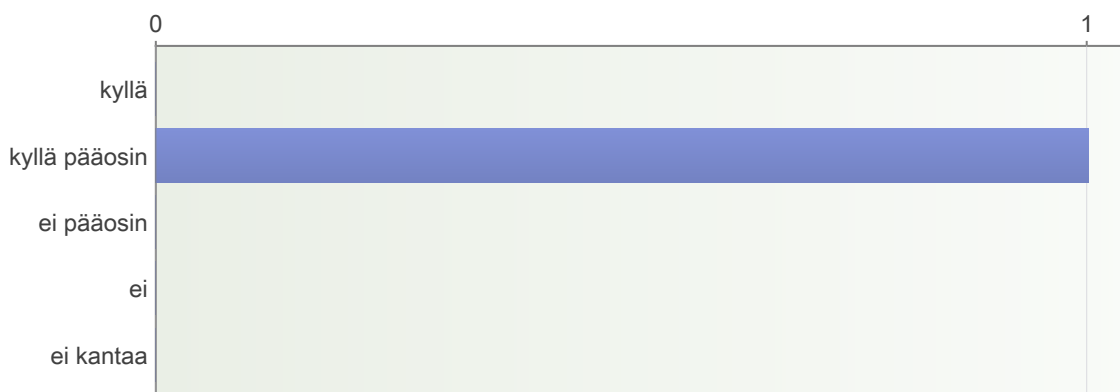 0 1
kyllä
kyllä pääosin
ei pääosin
ei
ei kantaa